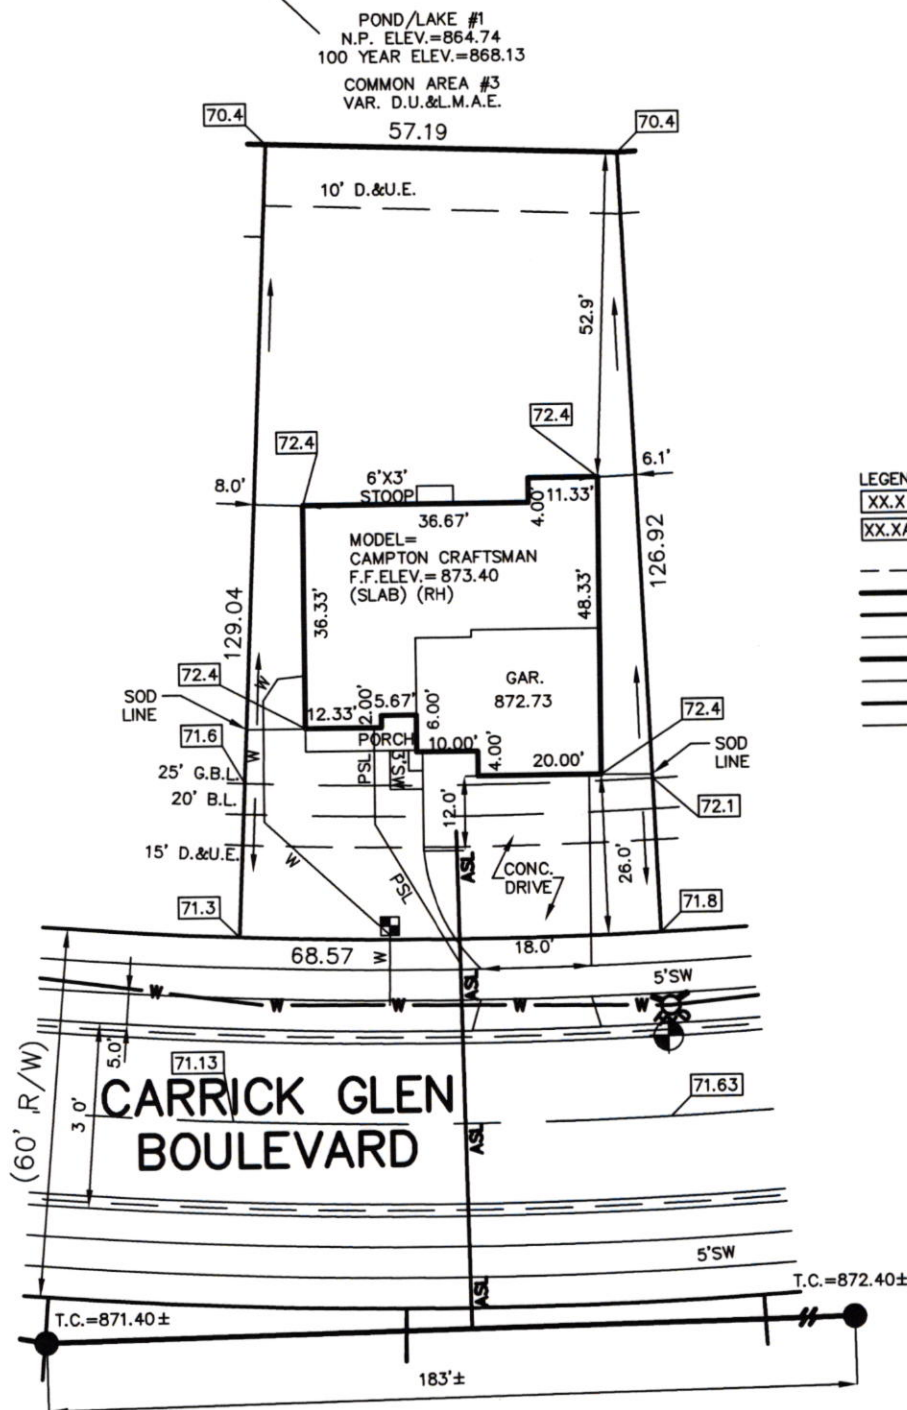 POND/LAKE #1
N.P. ELEV.=864.74
100 YEAR ELEV.=868.13
COMMON AREA #3
VAR. D.U.&L.M.A.E.
70.4
57.19
70.4
10' D.&U.E.
52.9'
72.4
72.4
6.1'
8.0'
6'X3'
STOOP
4.00'
11.33'
36.67'
LEGEN
XX.X
XX.XA
MODEL=
CAMPTON CRAFTSMAN
F.F.ELEV.= 873.40
(SLAB) (RH)
126.92
36.33'
48.33'
129.04
72.4
GAR.
872.73
W
SOD
LINE
12.33'
2.00'
5.67'
6.00'
72.4
71.6
PORCH
10.00'
4.00'
20.00'
SOD
LINE
W
PSL
3'SW
25' G.B.L.
20' B.L.
12.0'
72.1
15' D.&U.E.
W
PSL
ASL
CONC.
DRIVE
26.0'
71.3
71.8
68.57
W
18.0'
5'SW
ASL
W W W W W
5.0'
(60' R/W)
71.13
71.63
3 0'
CARRICK GLEN
BOULEVARD
ASL
5'SW
ASL
T.C.=872.40±
T.C.=871.40±
183'±